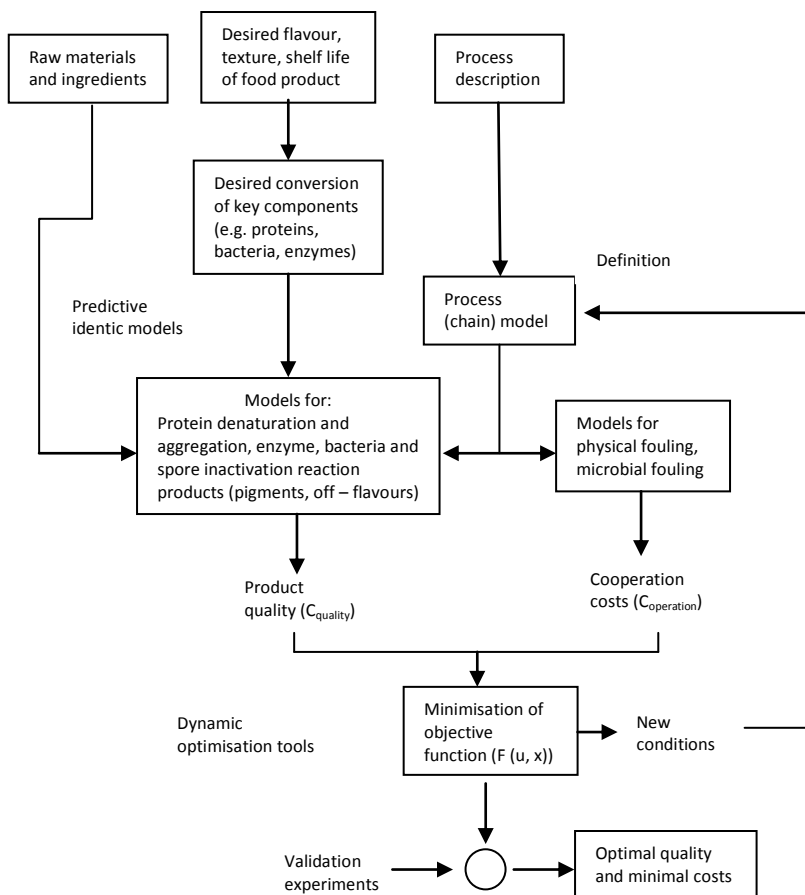 Raw materials
and ingredients
Desired flavour,
texture, shelf life
of food product
Process
description
Desired conversion
of key components
(e.g. proteins,
bacteria, enzymes)
Definition
Predictive
identic models
Process
(chain) model
Models for:
Protein denaturation and
aggregation, enzyme, bacteria and
spore inactivation reaction
products (pigments, off – flavours)
Models for
physical fouling,
microbial fouling
Product
quality (Cquality)
Cooperation
costs (Coperation)
Dynamic
optimisation tools
Minimisation of
objective
function (F (u, x))
New
conditions
Validation
experiments
Optimal quality
and minimal costs